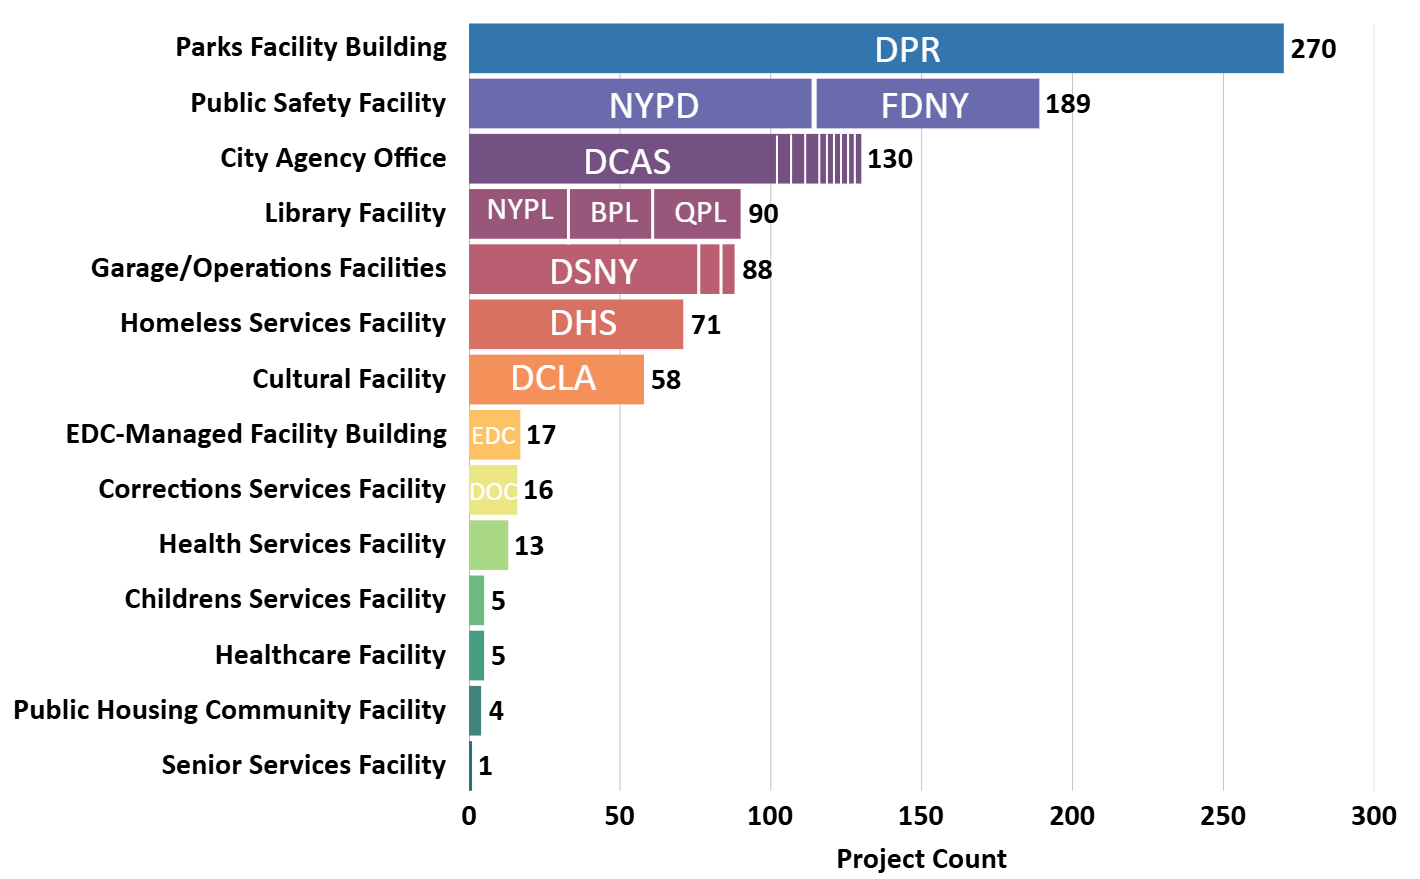 Parks Facility Building DPR 270
Public Safety Facility NYPD FDNY 189
City Agency Office DCAS 130
Library Facility NYPL BPL QPL 90
Garage/Operations Facilities DSNY 88
Homeless Services Facility DHS 71
Cultural Facility DCLA 58
EDC-Managed Facility Building EDC 17
Corrections Services Facility DOC 16
Health Services Facility 13
Childrens Services Facility 5
Healthcare Facility 5
Public Housing Community Facility 4
Senior Services Facility 1
0 50 100 150 200 250 300
Project Count